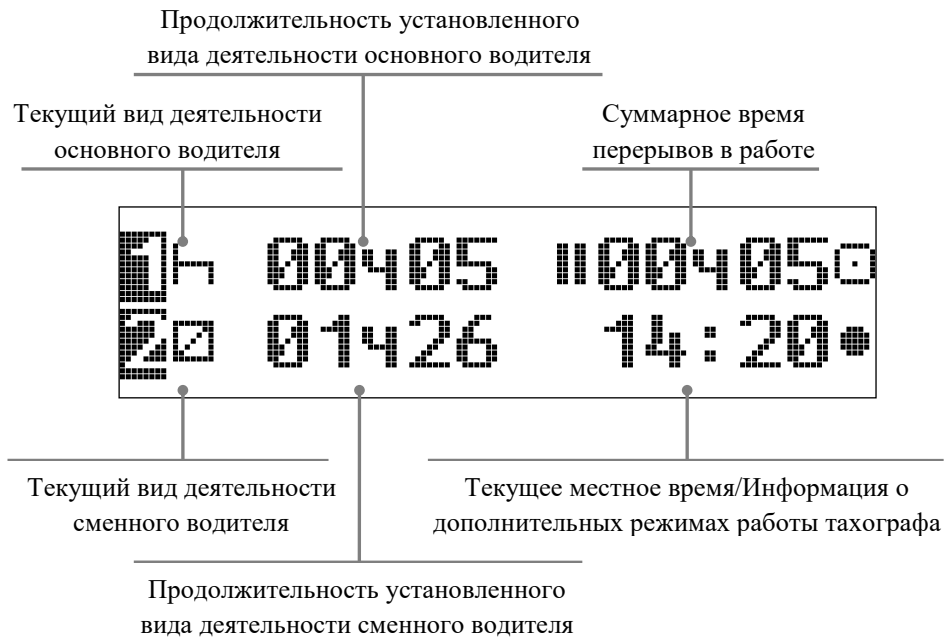 Продолжительность установленного
вида деятельности основного водителя
Текущий вид деятельности
основного водителя
Суммарное время
перерывов в работе
1h 00ч05 00ч05
2 01ч26 14:20
Текущий вид деятельности
сменного водителя
Текущее местное время/Информация о
дополнительных режимах работы тахографа
Продолжительность установленного
вида деятельности сменного водителя